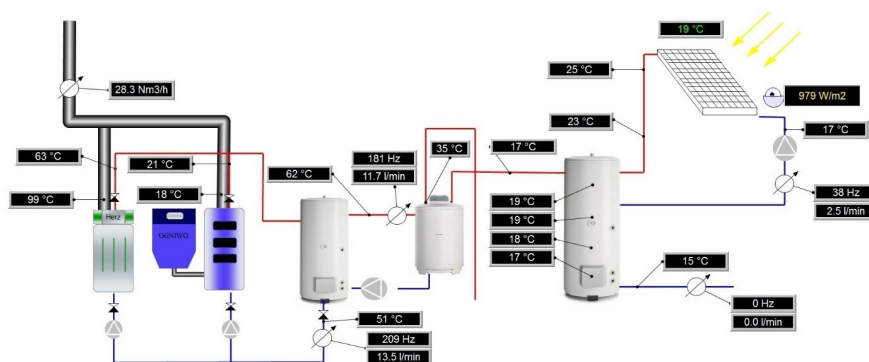 19 °C
25 °C
979 W/m2
28.3 Nm3/h
23 °C
17 °C
63 °C
21 °C
181 Hz
11.7 l/min
35 °C
17 °C
62 °C
99 °C
18 °C
38 Hz
2.5 l/min
19 °C
19 °C
18 °C
17 °C
Herz
OGNIWO
15 °C
0 Hz
0.0 l/min
51 °C
209 Hz
13.5 l/min